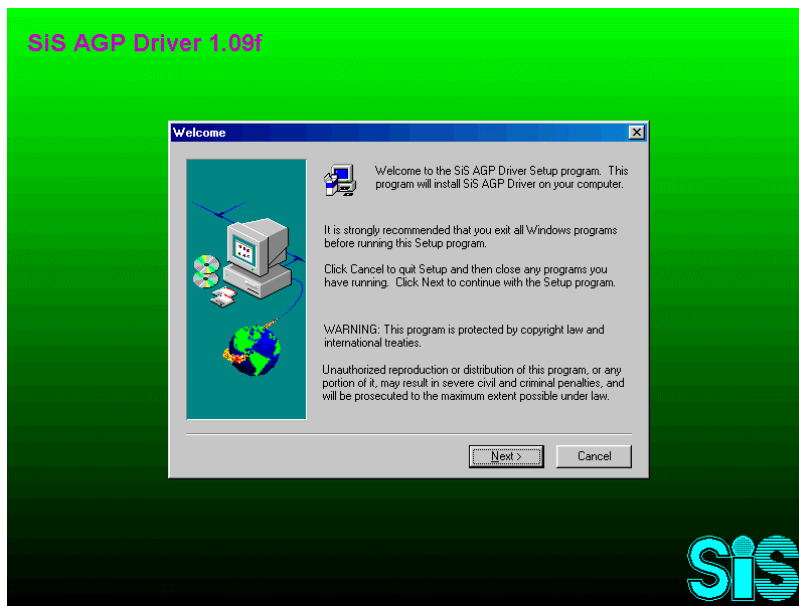 SiS AGP Driver 1.09f
Welcome
Welcome to the SiS AGP Driver Setup program. This
program will install SiS AGP Driver on your computer.
It is strongly recommended that you exit all Windows programs
before running this Setup program.
Click Cancel to quit Setup and then close any programs you
have running. Click Next to continue with the Setup program.
WARNING: This program is protected by copyright law and
international treaties.
Unauthorized reproduction or distribution of this program, or any
portion of it, may result in severe civil and criminal penalties, and
will be prosecuted to the maximum extent possible under law.
Next >
Cancel
SiS